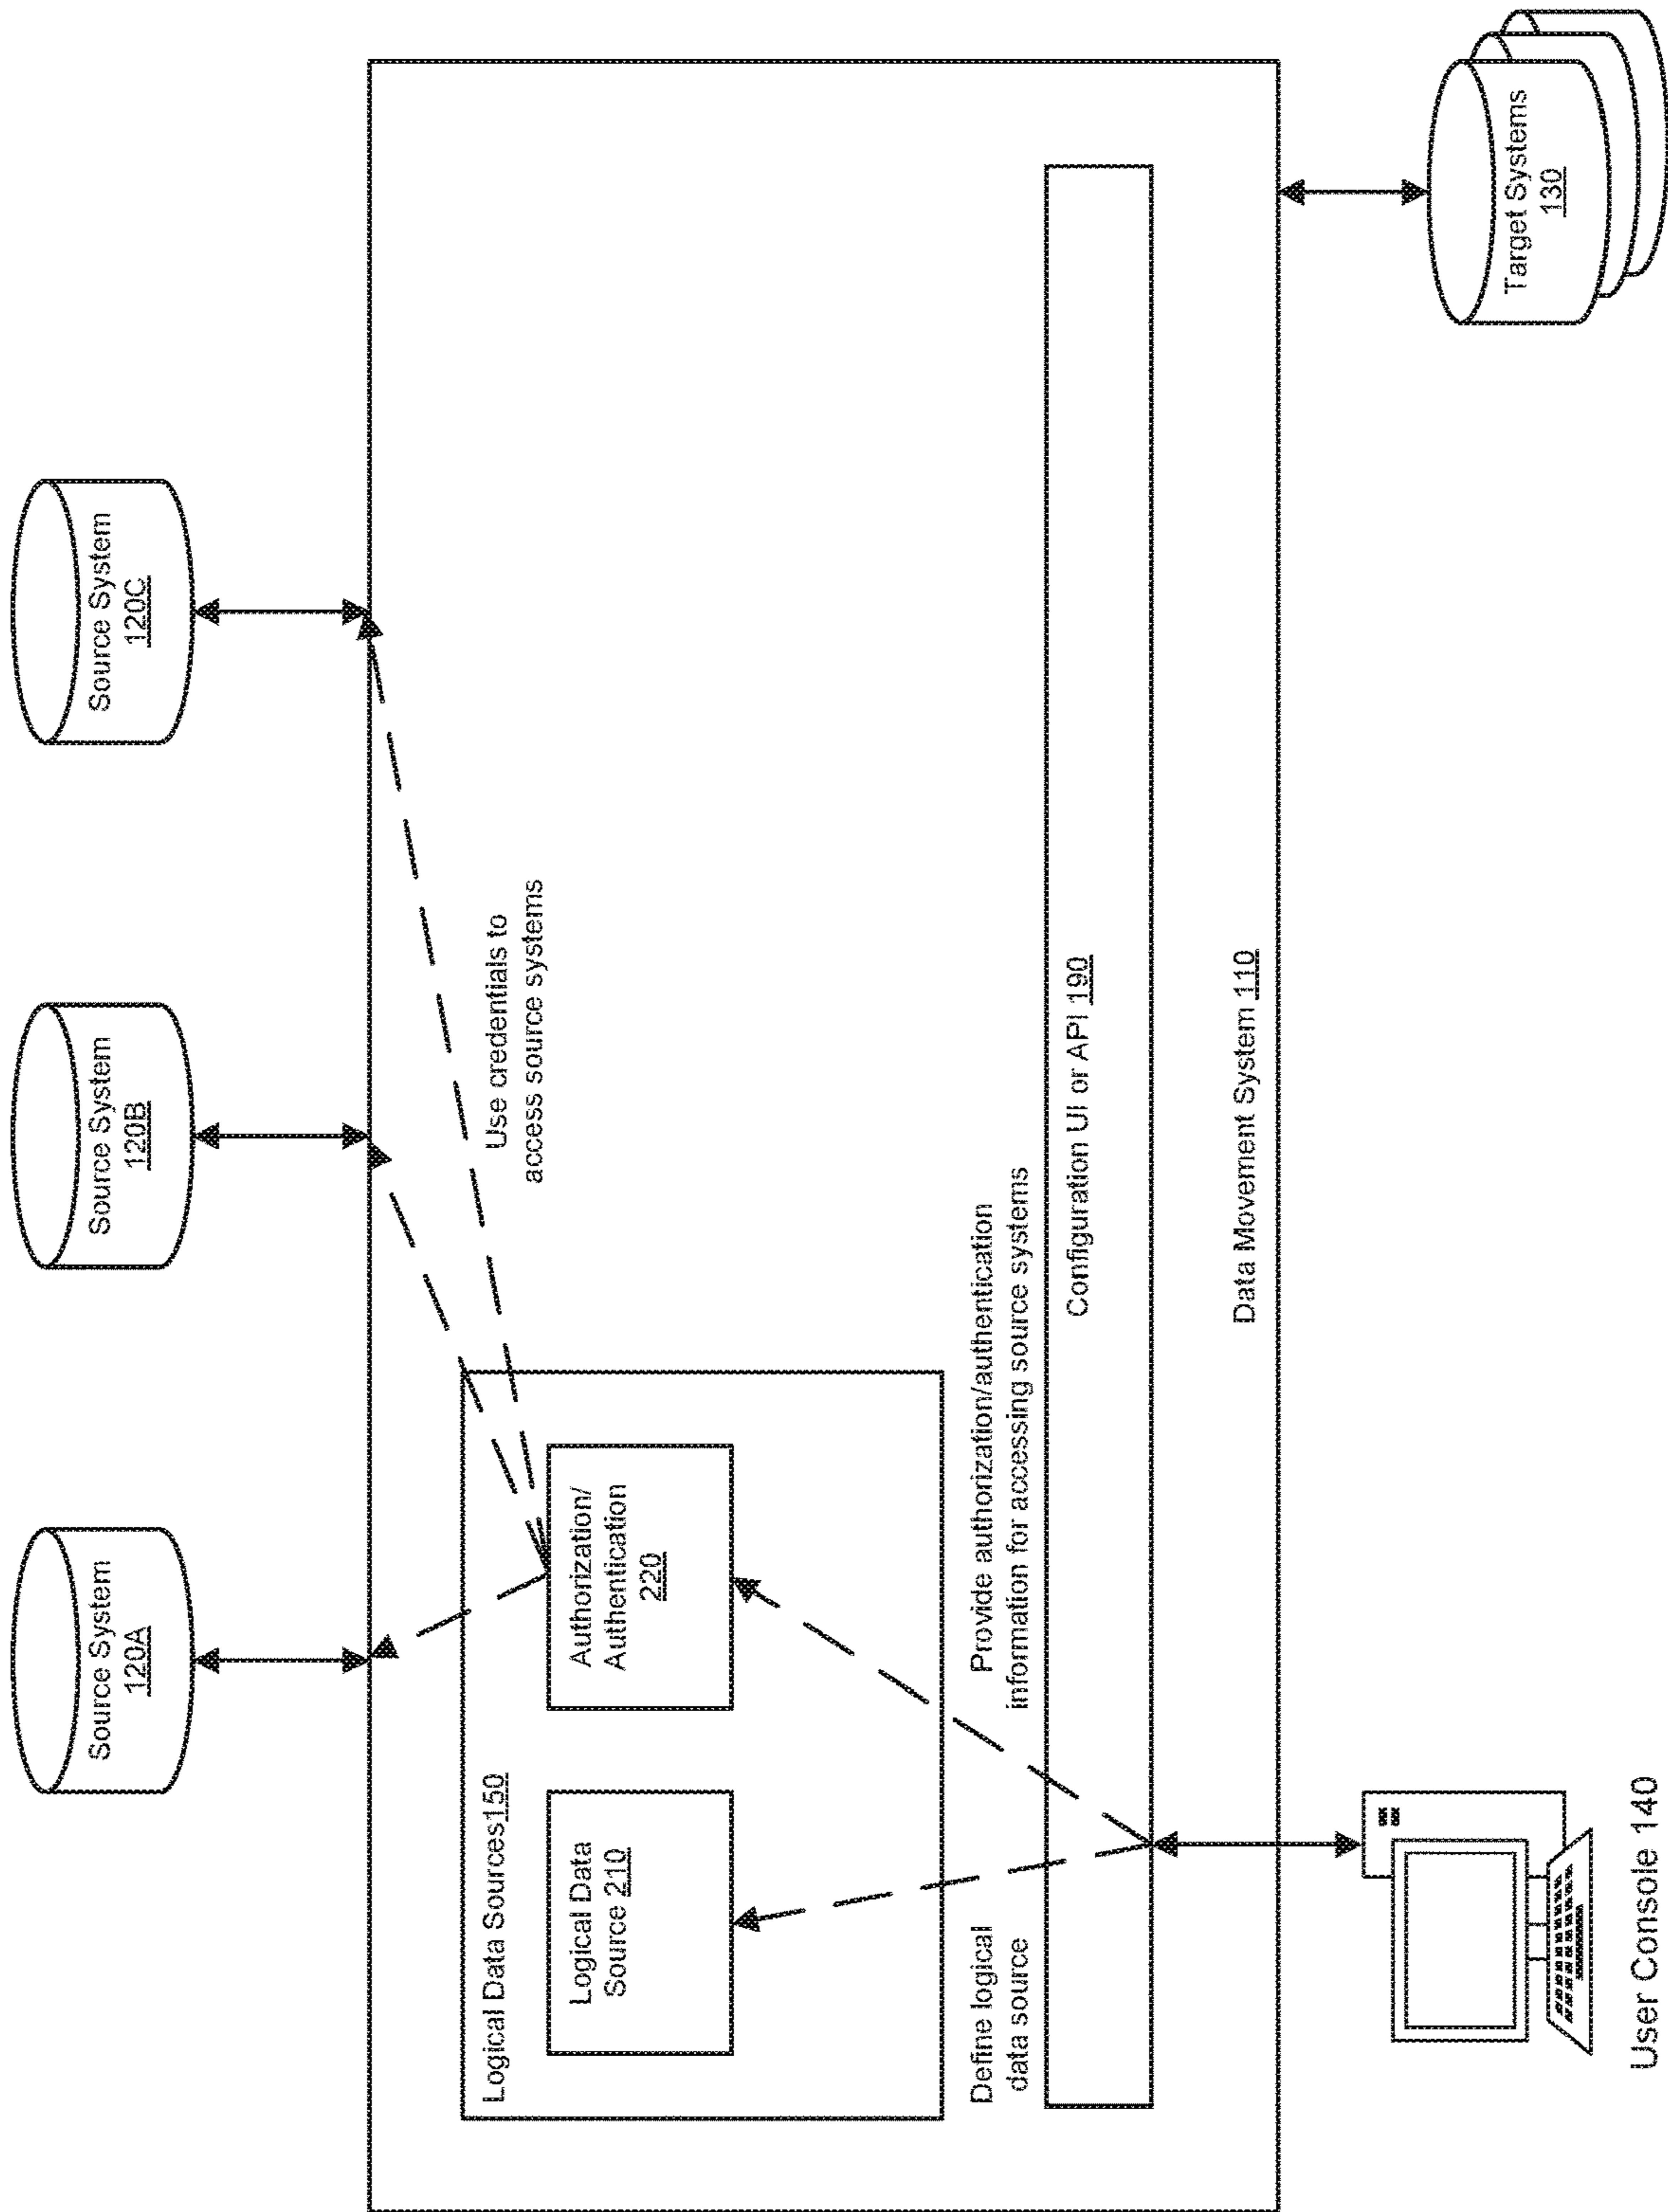 Source System
120A
Source System
120B
Source System
120C
Use credentials to
access source systems
Logical Data Sources150
Logical Data
Source 210
Authorization/
Authentication
220
Define logical
data source
Provide authorization/authentication
information for accessing source systems
Configuration UI or API 190
Data Movement System 110
User Console 140
Target Systems
130